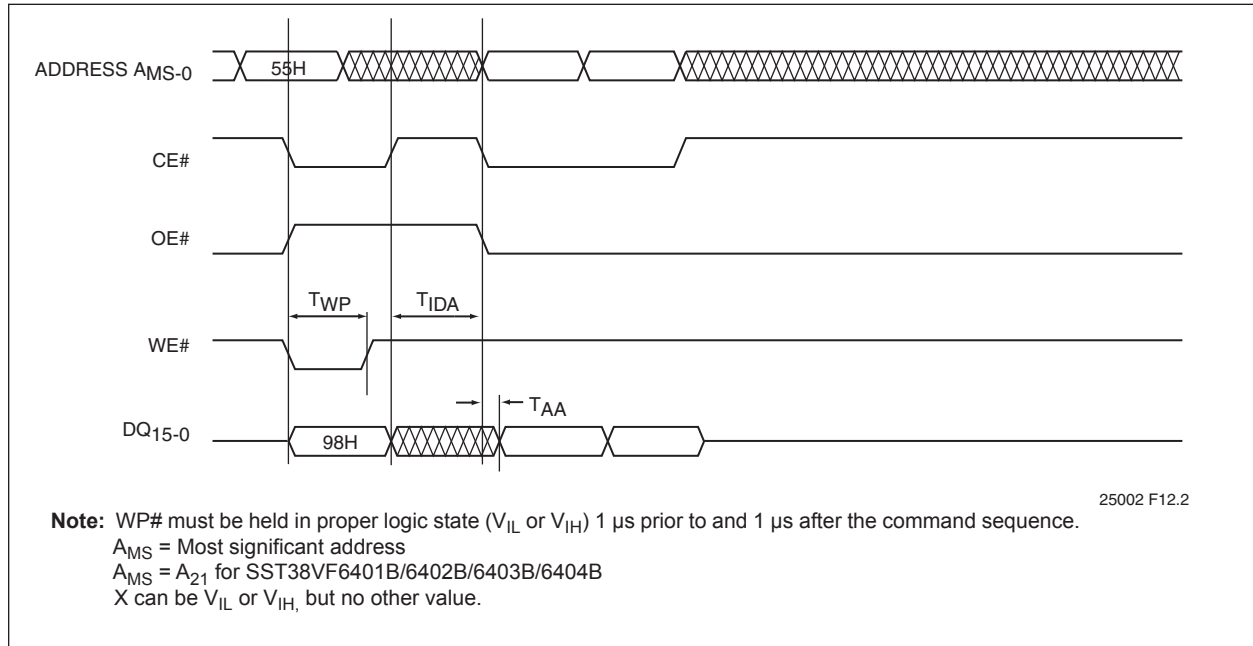 ADDRESS AMS-0
55H
CE#
OE#
TWP
TIDA
WE#
TAA
DQ15-0
98H
25002 F12.2
Note: WP# must be held in proper logic state (VIL or VIH) 1 µs prior to and 1 µs after the command sequence.
AMS = Most significant address
AMS = A21 for SST38VF6401B/6402B/6403B/6404B
X can be VIL or VIH, but no other value.